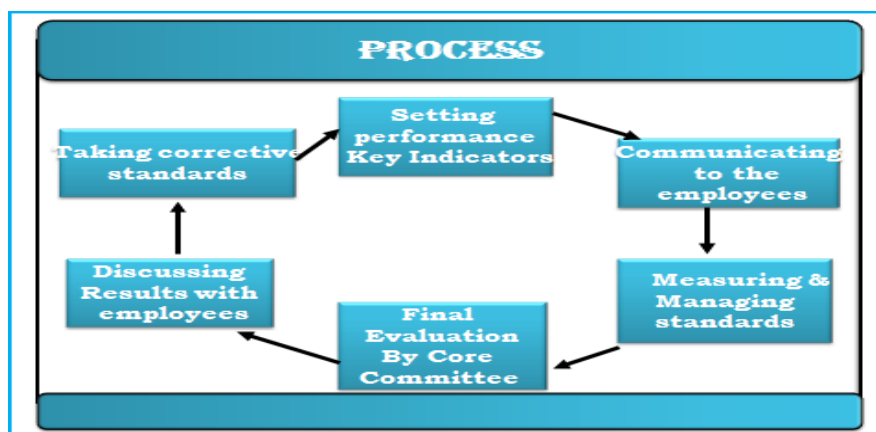 PROCESS
Setting
performance
Key Indicators
Communicating
to the
employees
Measuring &
Managing
standards
Final
Evaluation
By Core
Committee
Discussing
Results with
employees
Taking corrective
standards